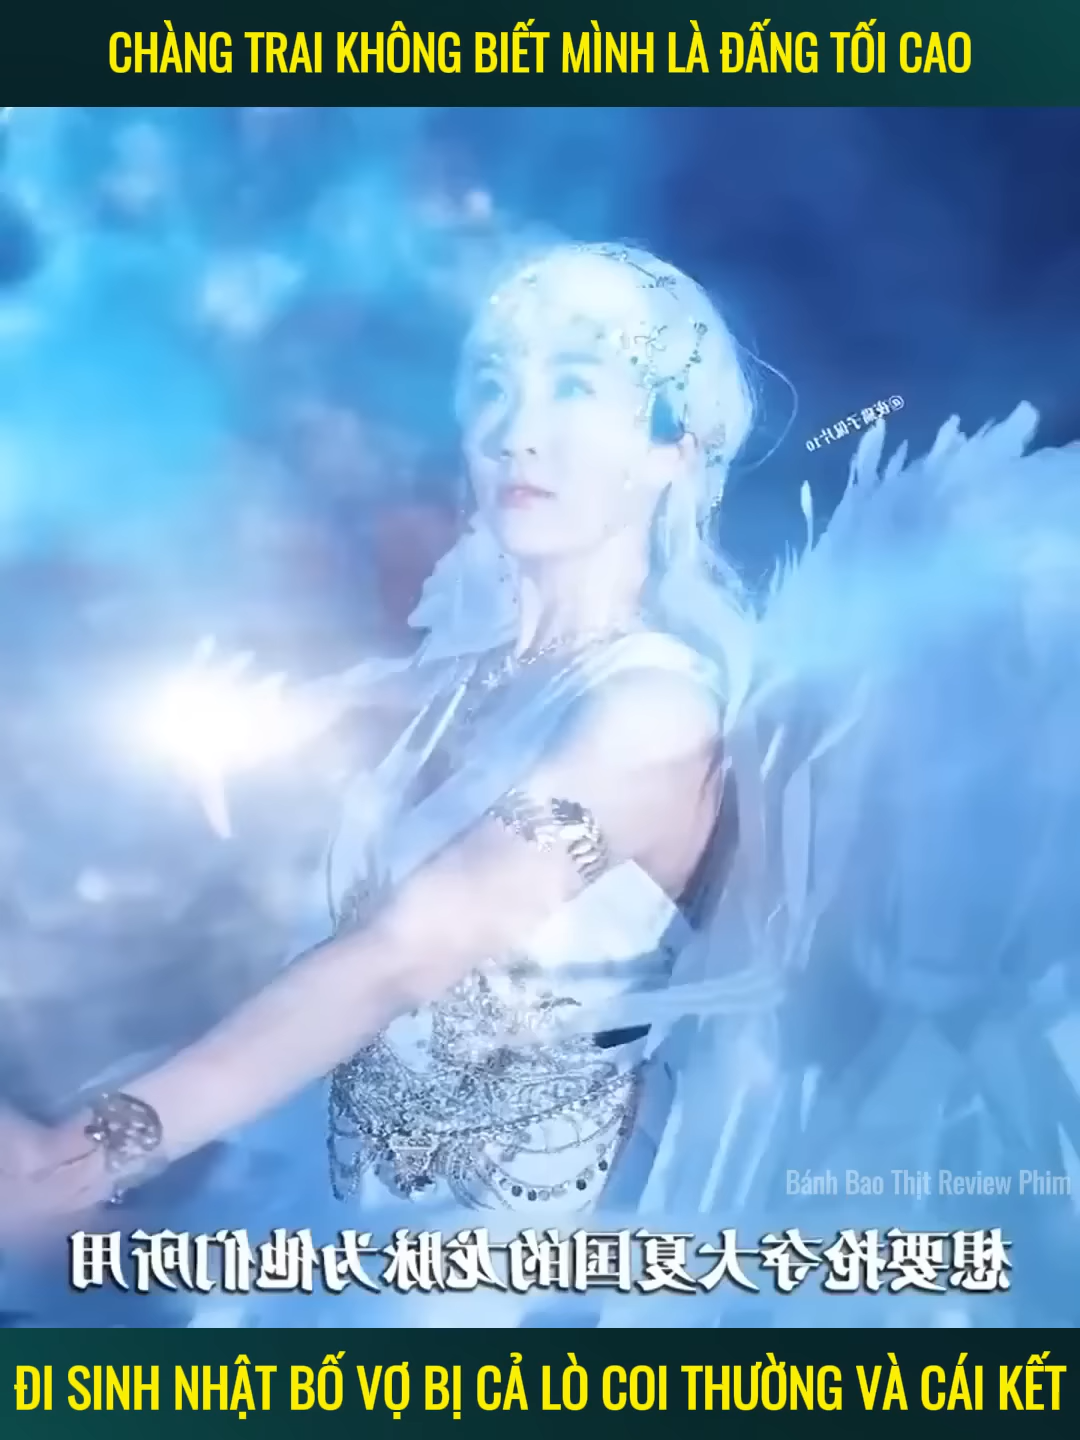 CHÀNG TRAI KHÔNG BIẾT MÌNH LÀ ĐẤNG TỐI CAO
Bánh Bao Thịt Review Phim
想要抢夺大夏国的龙脉为他们所用
ĐI SINH NHẬT BỐ VỢ BỊ CẢ LÒ COI THƯỜNG VÀ CÁI KẾT